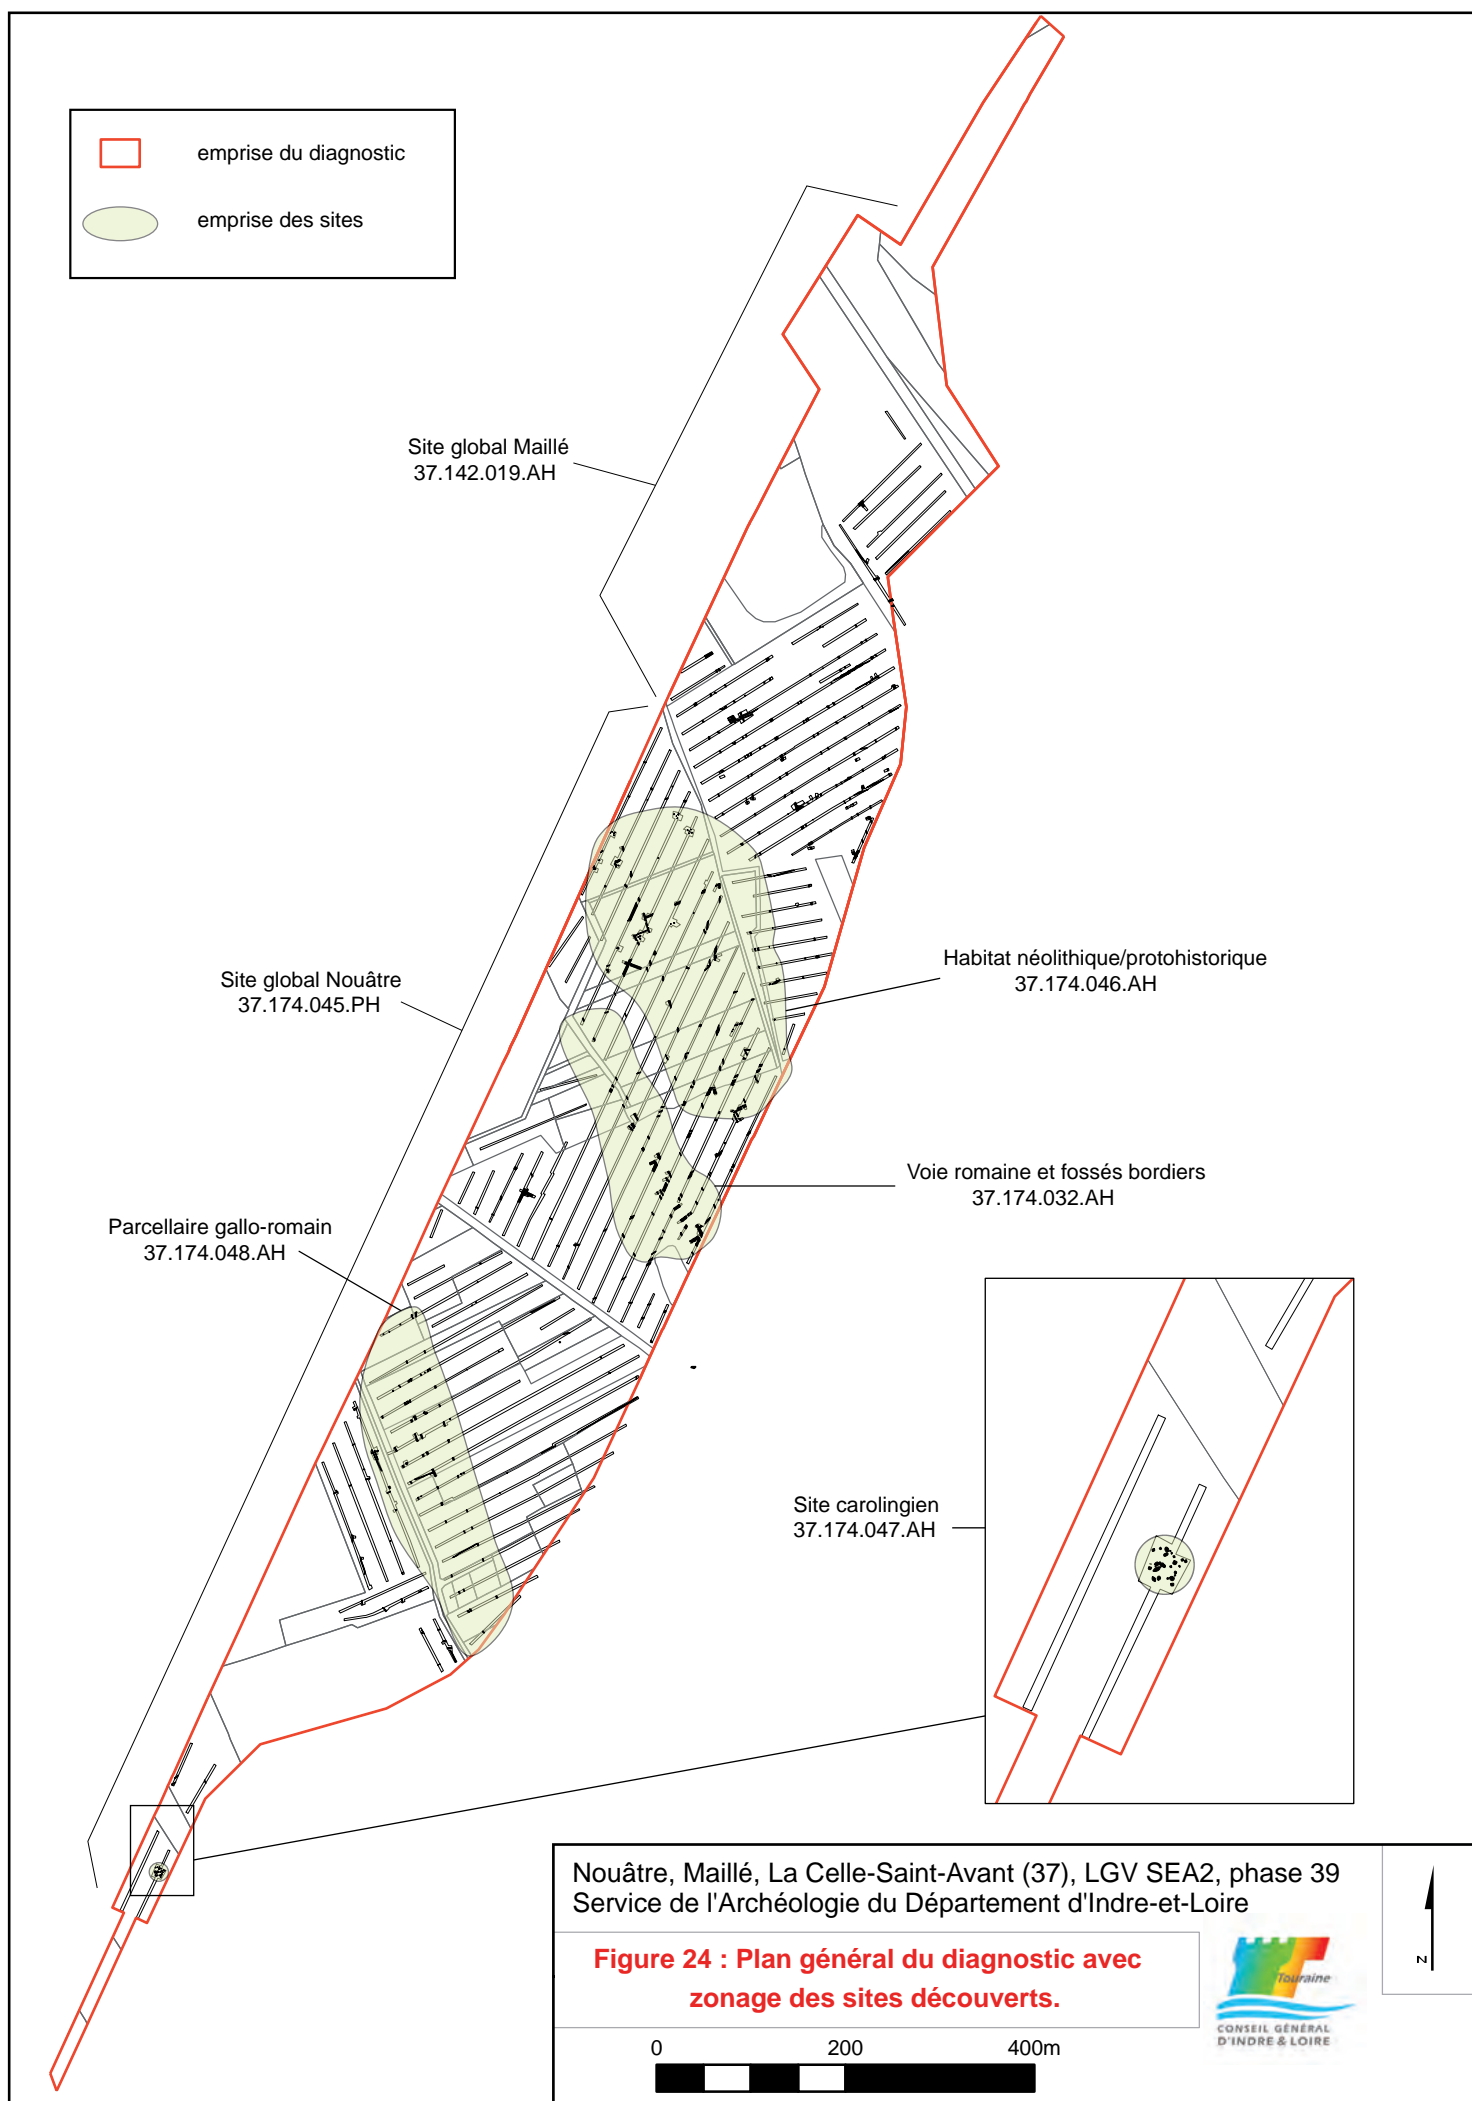 emprise du diagnostic
emprise des sites
Site global Maillé
37.142.019.AH
Site global Nouâtre
37.174.045.PH
Habitat néolithique/protohistorique
37.174.046.AH
Voie romaine et fossés bordiers
37.174.032.AH
Parcellaire gallo-romain
37.174.048.AH
Site carolingien
37.174.047.AH
Nouâtre, Maillé, La Celle-Saint-Avant (37), LGV SEA2, phase 39
Service de l'Archéologie du Département d'Indre-et-Loire
Figure 24 : Plan général du diagnostic avec
zonage des sites découverts.
Touraine
CONSEIL GÉNÉRAL
D'INDRE & LOIRE
N
0 200 400m